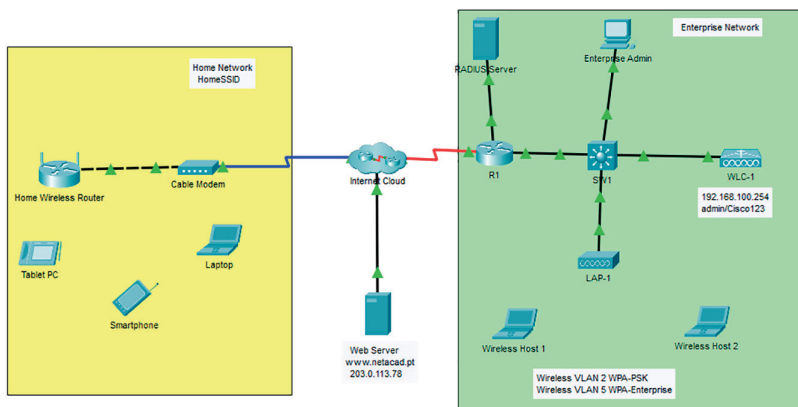 Home Network
HomeSSID
Home Wireless Router
Cable Modem
Tablet PC
Laptop
Smartphone
Internet Cloud
Web Server
www.netacad.pt
203.0.113.78
Enterprise Network
RADIUS Server
Enterprise Admin
R1
SW1
WLC-1
192.168.100.254
admin/Cisco123
LAP-1
Wireless Host 1
Wireless Host 2
Wireless VLAN 2 WPA-PSK
Wireless VLAN 5 WPA-Enterprise